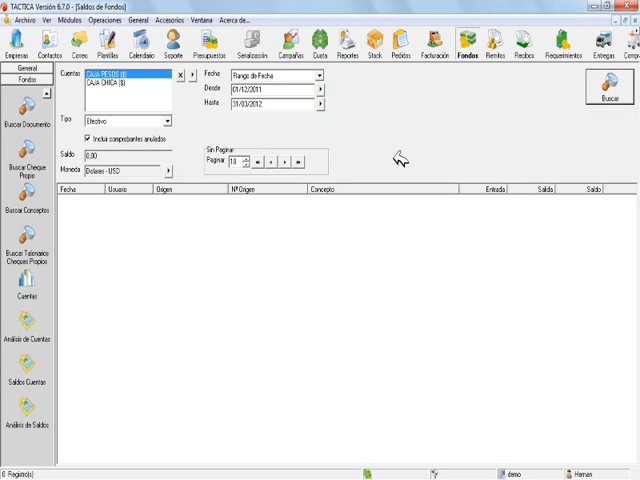 TACTICA Versión 6.7.0 - [Saldos de Fondos]
Archivo Ver Módulos Operaciones General Accesorios Ventana Acerca de...
Empresas Contactos Correo Plantillas Calendario Soporte Presupuestos Serialización Campañas Cuota Reportes Stock Pedidos Facturación Fondos Remitos Recibos Requerimientos Entregas Compras
General
Fondos
Buscar Documento
Buscar Cheque Propio
Buscar Conceptos
Buscar Talonarios Cheques Propios
Cuentas
Análisis de Cuentas
Saldos Cuentas
Análisis de Saldos
Cuentas CAJA PESOS ($)
CAJA CHICA ($)
Tipo Efectivo
Incluir comprobantes anulados
Saldo 0,00
Moneda Dolares - USD
Fecha Rango de Fecha
Desde 01/12/2011
Hasta 31/03/2012
Sin Paginar
Paginar 10
Buscar
Fecha Usuario Origen Nº Origen Concepto Entrada Salida Saldo
0 Registro(s) demo Hernan